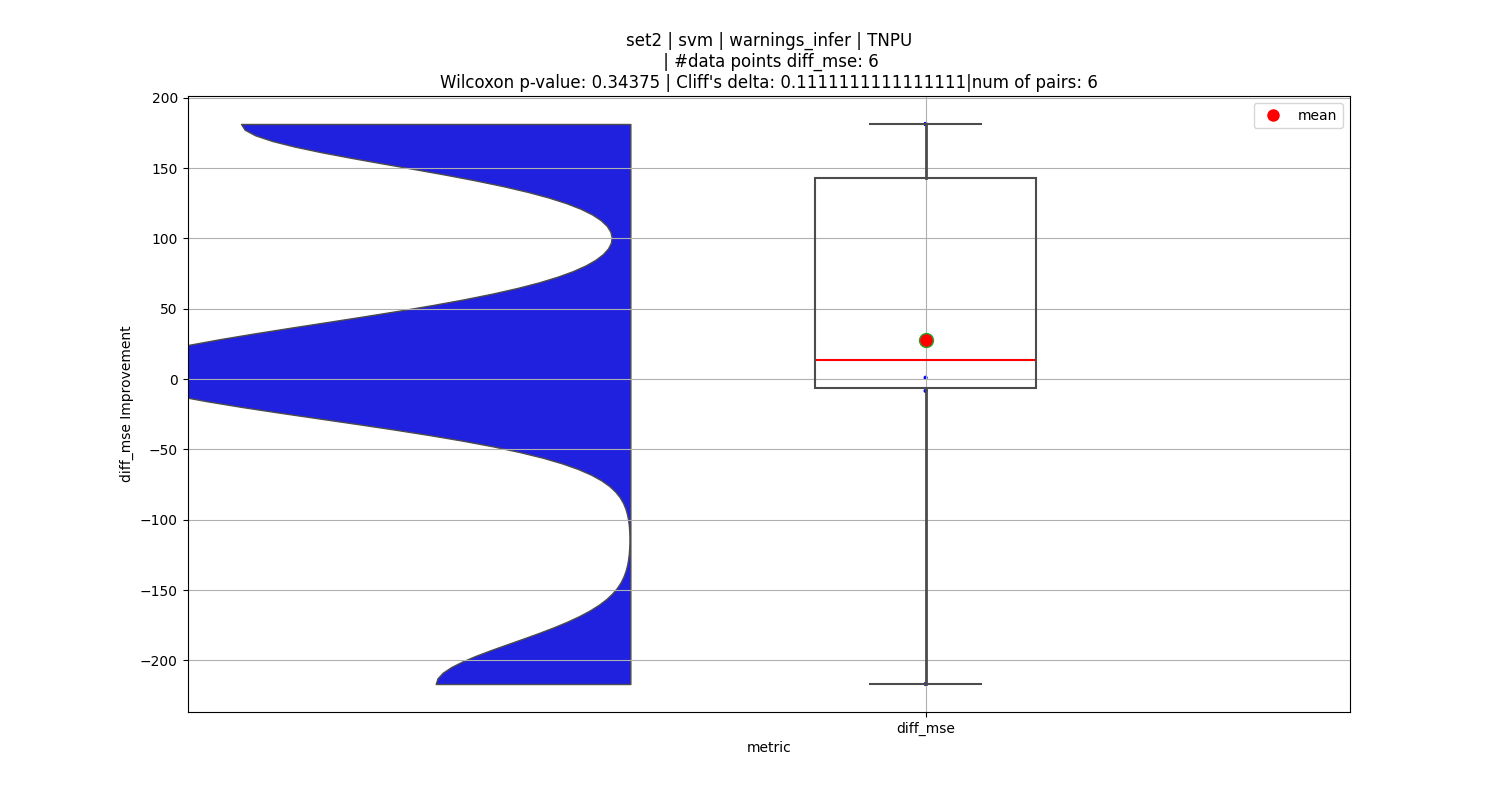 set2 | svm | warnings_infer | TNPU
| #data points diff_mse: 6
Wilcoxon p-value: 0.34375 | Cliff's delta: 0.1111111111111111|num of pairs: 6
mean
200
150
100
50
0
−50
−100
−150
−200
diff_mse Improvement
diff_mse
metric